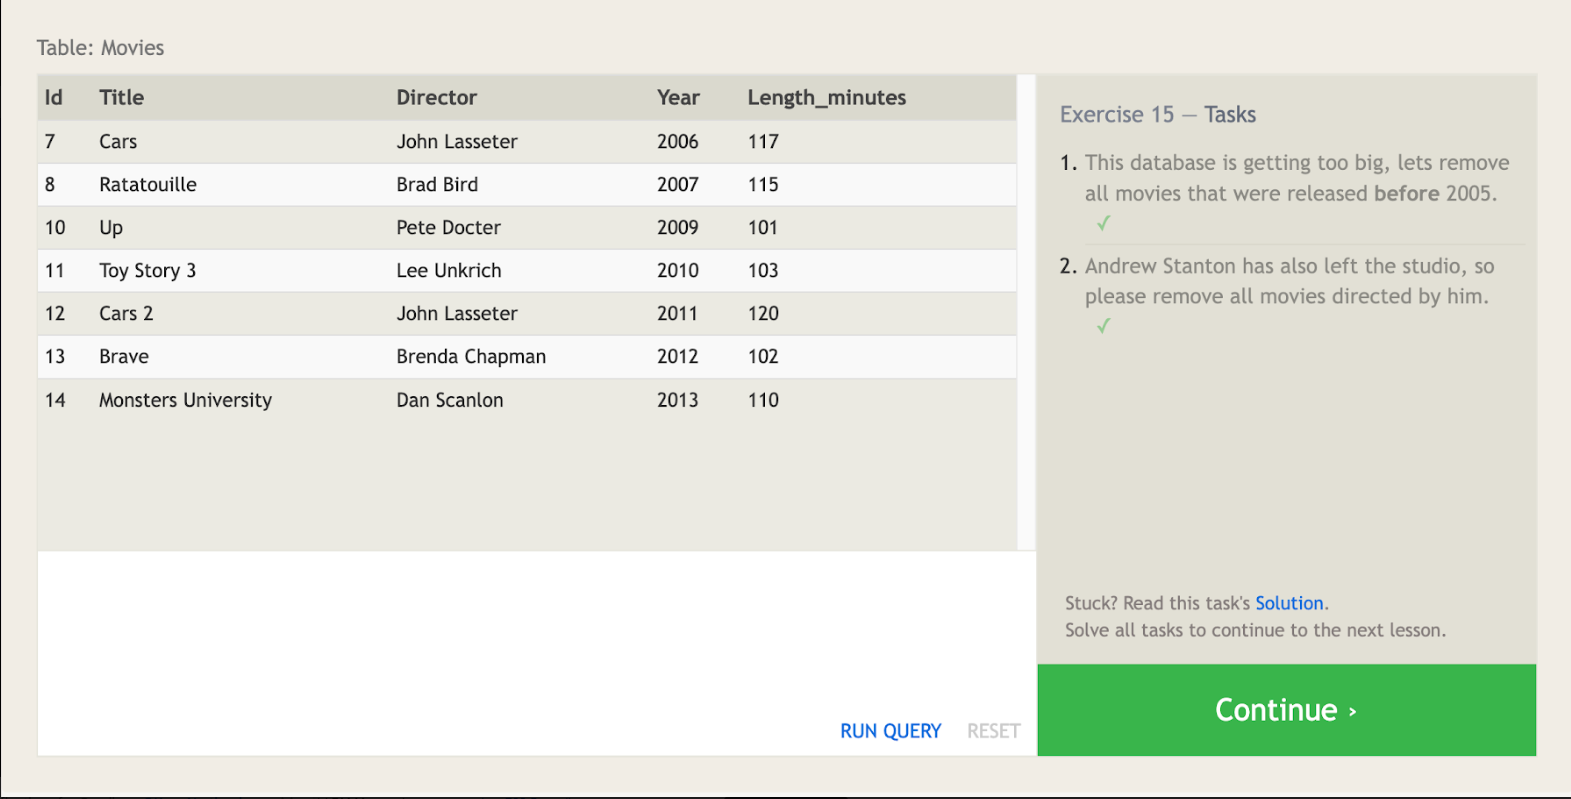 Table: Movies
Id Title Director Year Length_minutes
7 Cars John Lasseter 2006 117
8 Ratatouille Brad Bird 2007 115
10 Up Pete Docter 2009 101
11 Toy Story 3 Lee Unkrich 2010 103
12 Cars 2 John Lasseter 2011 120
13 Brave Brenda Chapman 2012 102
14 Monsters University Dan Scanlon 2013 110
RUN QUERY RESET
Exercise 15 — Tasks
1. This database is getting too big, lets remove
all movies that were released before 2005.
✓
2. Andrew Stanton has also left the studio, so
please remove all movies directed by him.
✓
Stuck? Read this task's Solution.
Solve all tasks to continue to the next lesson.
Continue ›